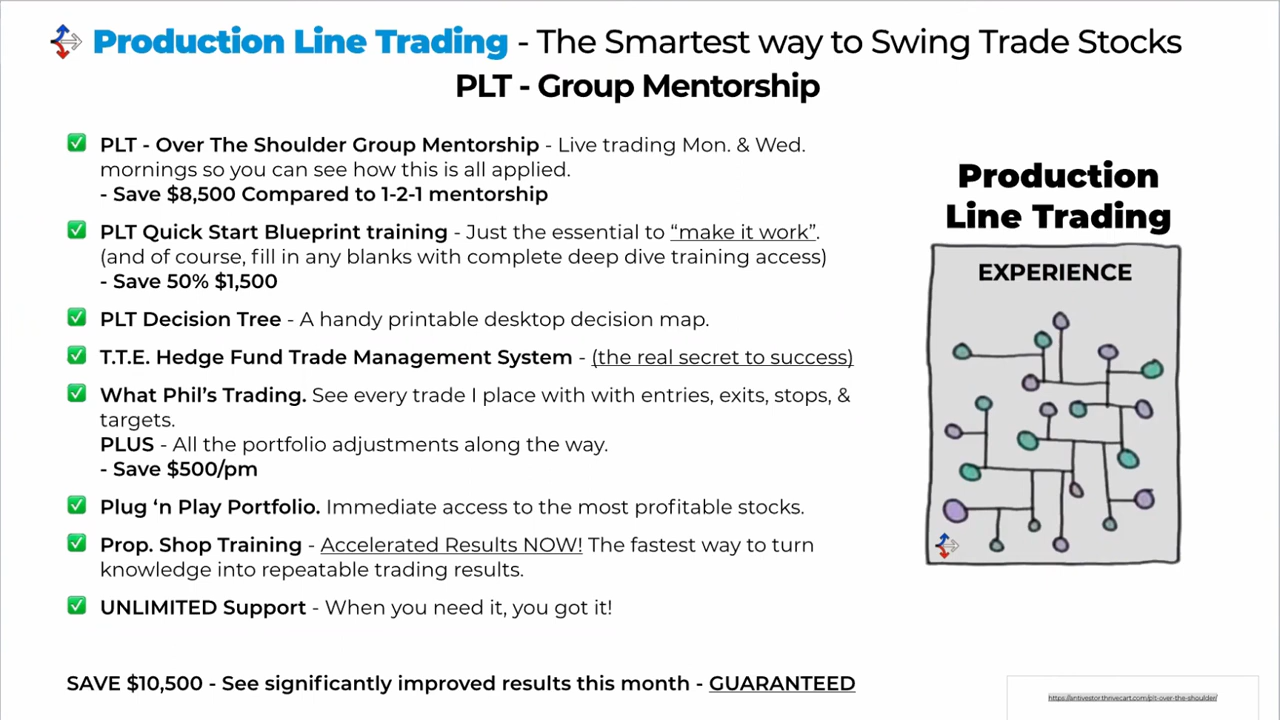 Production Line Trading - The Smartest way to Swing Trade Stocks
PLT - Group Mentorship
✅ PLT - Over The Shoulder Group Mentorship - Live trading Mon. & Wed.
mornings so you can see how this is all applied.
- Save $8,500 Compared to 1-2-1 mentorship
✅ PLT Quick Start Blueprint training - Just the essential to “make it work”.
(and of course, fill in any blanks with complete deep dive training access)
- Save 50% $1,500
✅ PLT Decision Tree - A handy printable desktop decision map.
✅ T.T.E. Hedge Fund Trade Management System - (the real secret to success)
✅ What Phil’s Trading. See every trade I place with with entries, exits, stops, &
targets.
PLUS - All the portfolio adjustments along the way.
- Save $500/pm
✅ Plug ‘n Play Portfolio. Immediate access to the most profitable stocks.
✅ Prop. Shop Training - Accelerated Results NOW! The fastest way to turn
knowledge into repeatable trading results.
✅ UNLIMITED Support - When you need it, you got it!
SAVE $10,500 - See significantly improved results this month - GUARANTEED
Production
Line Trading
EXPERIENCE
https://antivestor.thrivecart.com/plt-over-the-shoulder/